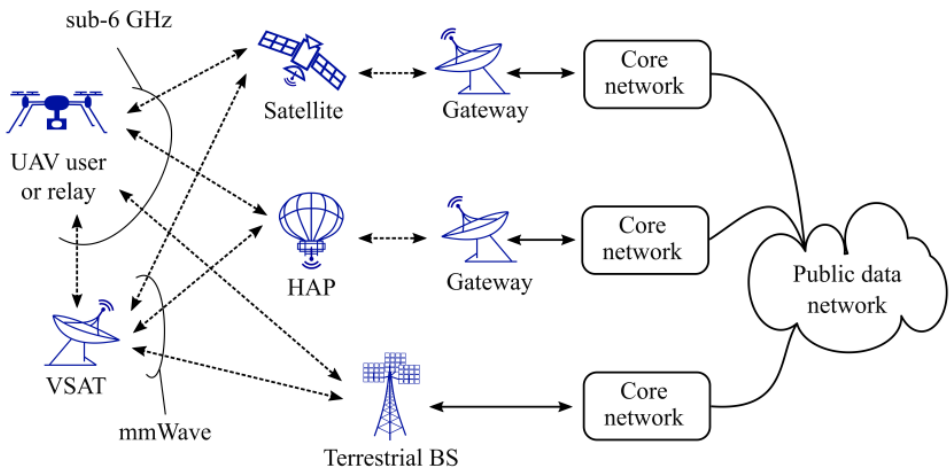 sub-6 GHz
Satellite
Gateway
Core
network
UAV user
or relay
HAP
Gateway
Core
network
Public data
network
VSAT
mmWave
Terrestrial BS
Core
network